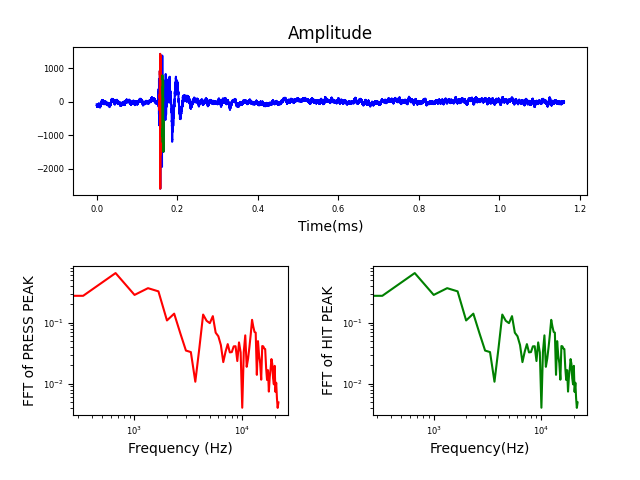 Amplitude
1000
0
−1000
−2000
0.0 0.2 0.4 0.6 0.8 1.0 1.2
Time(ms)
FFT of PRESS PEAK
10⁻¹
10⁻²
10³ 10⁴
Frequency (Hz)
FFT of HIT PEAK
10⁻¹
10⁻²
10³ 10⁴
Frequency(Hz)